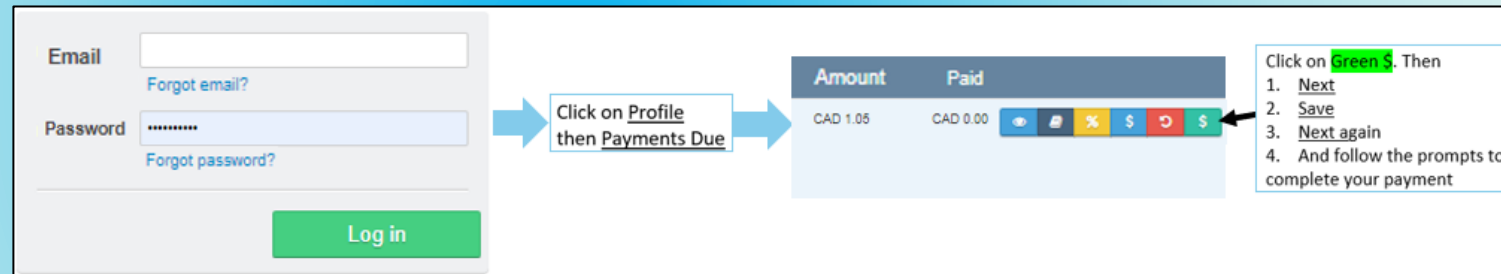 Email
Forgot email?
Password ••••••••••
Forgot password?
Log in
Click on Profile
then Payments Due
Amount Paid
CAD 1.05 CAD 0.00 % $ $
Click on Green $. Then
1. Next
2. Save
3. Next again
4. And follow the prompts to
complete your payment